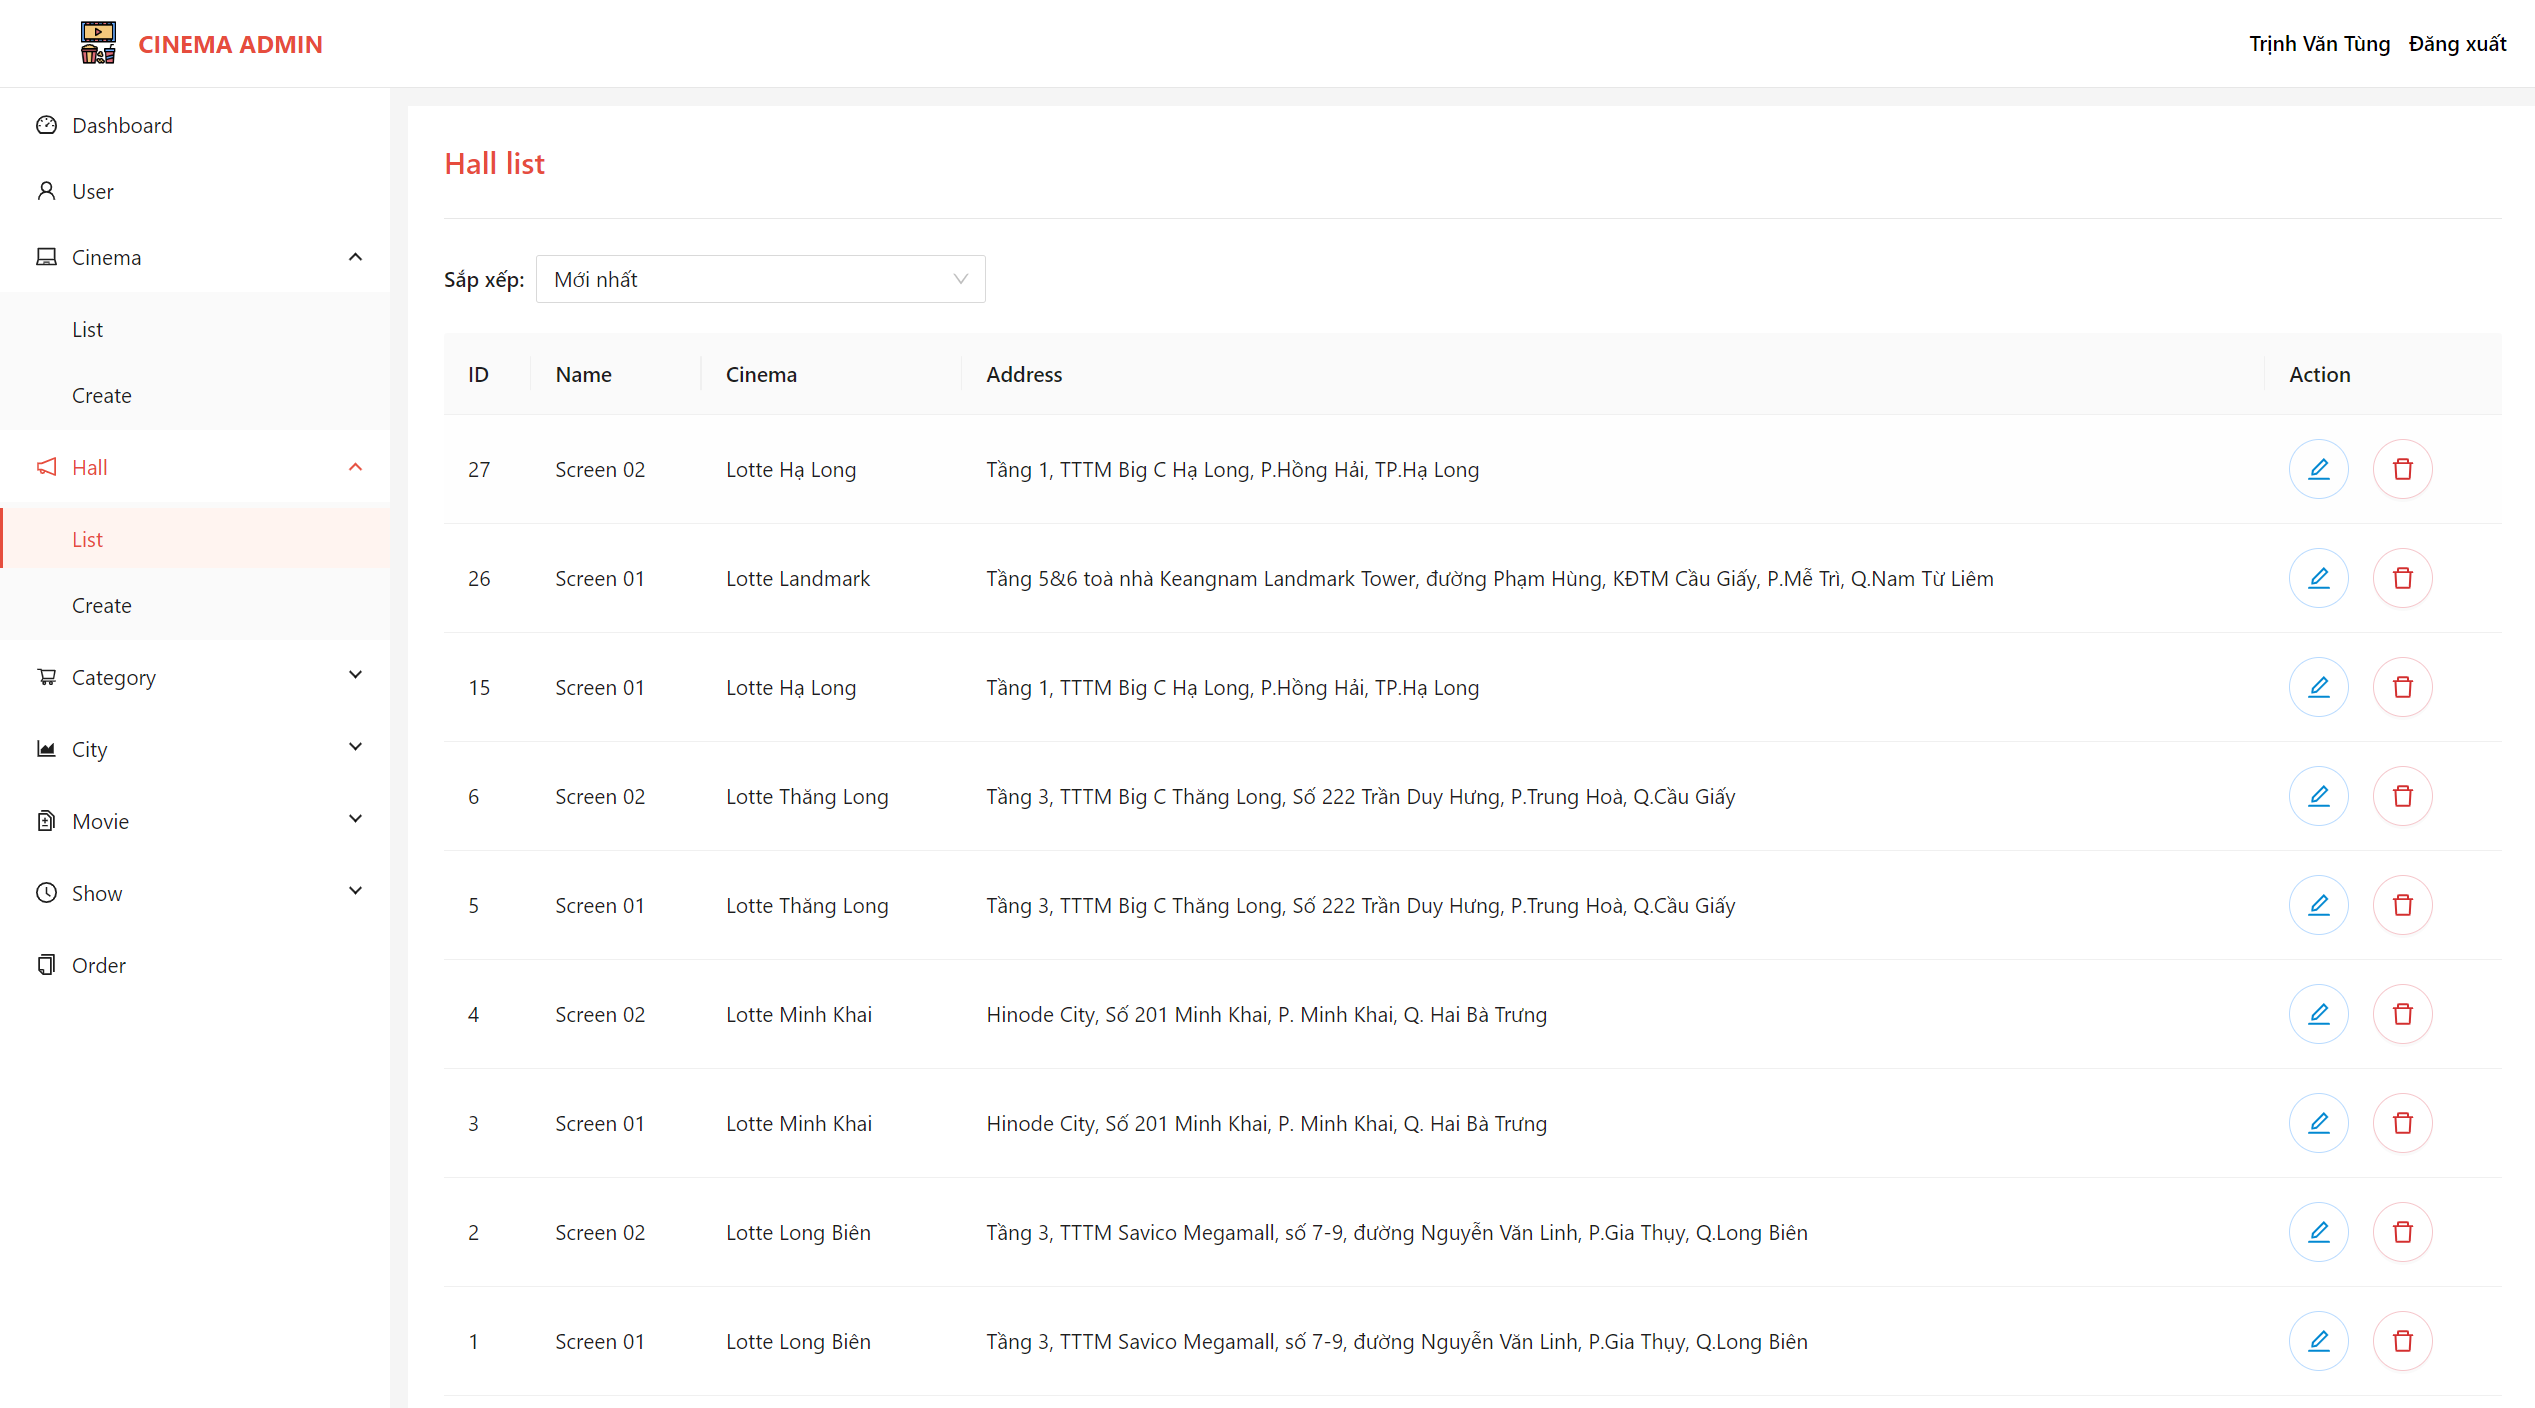 CINEMA ADMIN
Trịnh Văn Tùng Đăng xuất
Dashboard
User
Cinema
List
Create
Hall
List
Create
Category
City
Movie
Show
Order
Hall list
Sắp xếp: Mới nhất
ID Name Cinema Address Action
27 Screen 02 Lotte Hạ Long Tầng 1, TTTM Big C Hạ Long, P.Hồng Hải, TP.Hạ Long
26 Screen 01 Lotte Landmark Tầng 5&6 toà nhà Keangnam Landmark Tower, đường Phạm Hùng, KĐTM Cầu Giấy, P.Mễ Trì, Q.Nam Từ Liêm
15 Screen 01 Lotte Hạ Long Tầng 1, TTTM Big C Hạ Long, P.Hồng Hải, TP.Hạ Long
6 Screen 02 Lotte Thăng Long Tầng 3, TTTM Big C Thăng Long, Số 222 Trần Duy Hưng, P.Trung Hoà, Q.Cầu Giấy
5 Screen 01 Lotte Thăng Long Tầng 3, TTTM Big C Thăng Long, Số 222 Trần Duy Hưng, P.Trung Hoà, Q.Cầu Giấy
4 Screen 02 Lotte Minh Khai Hinode City, Số 201 Minh Khai, P. Minh Khai, Q. Hai Bà Trưng
3 Screen 01 Lotte Minh Khai Hinode City, Số 201 Minh Khai, P. Minh Khai, Q. Hai Bà Trưng
2 Screen 02 Lotte Long Biên Tầng 3, TTTM Savico Megamall, số 7-9, đường Nguyễn Văn Linh, P.Gia Thụy, Q.Long Biên
1 Screen 01 Lotte Long Biên Tầng 3, TTTM Savico Megamall, số 7-9, đường Nguyễn Văn Linh, P.Gia Thụy, Q.Long Biên